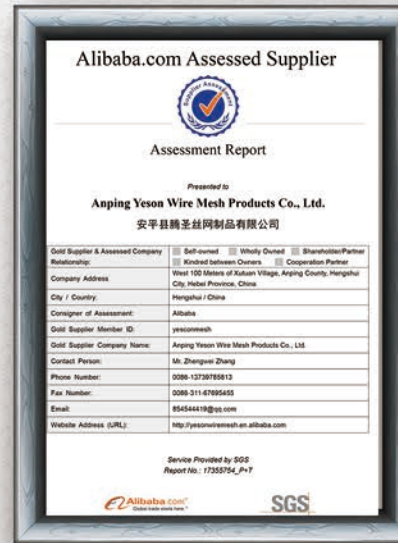 Alibaba.com Assessed Supplier
Supplier Assessment
Assessment Report
Presented to
Anping Yeson Wire Mesh Products Co., Ltd.
安平县腾圣丝网制品有限公司
Gold Supplier & Assessed Company Relationship: Self-owned Wholly Owned Shareholder/Partner
Kindred between Owners Cooperation Partner
Company Address West 100 Meters of Xutuan Village, Anping County, Hengshui
City, Hebei Province, China
City / Country: Hengshui / China
Consigner of Assessment: Alibaba
Gold Supplier Member ID: yesconmesh
Gold Supplier Company Name: Anping Yeson Wire Mesh Products Co., Ltd.
Contact Person: Mr. Zhengwei Zhang
Phone Number: 0086-13739785813
Fax Number: 0086-311-67695455
Email: 854544419@qq.com
Website Address (URL): http://yesonwiremesh.en.alibaba.com
Service Provided by SGS
Report No.: 17355754_P+T
Alibaba.com
Global trade starts here.
SGS